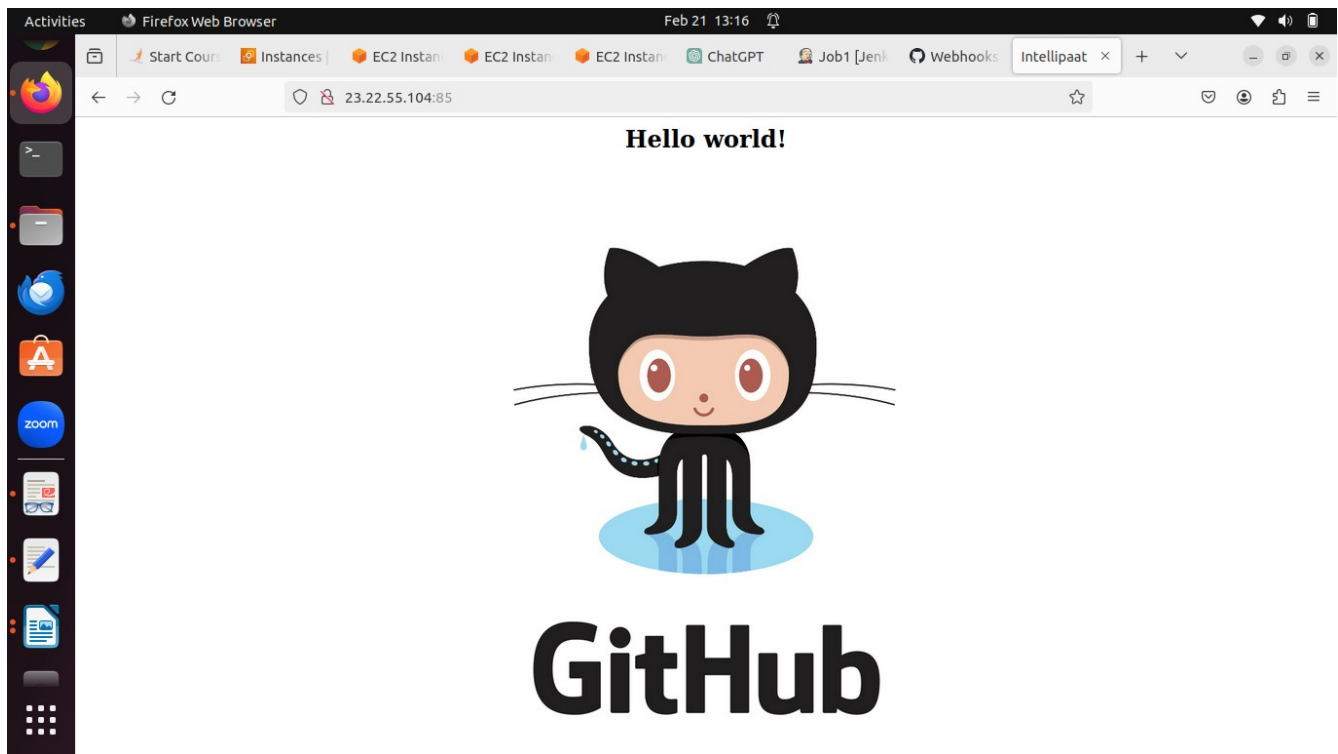 Activities Firefox Web Browser Feb 21 13:16
Start Cours Instances | EC2 Instan EC2 Instan EC2 Instan ChatGPT Job1 [Jenk Webhooks Intellipaat
23.22.55.104:85
Hello world!
zoom
GitHub